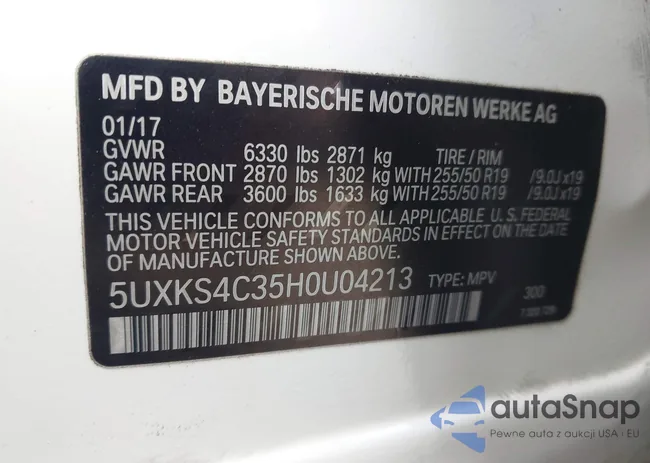 MFD BY BAYERISCHE MOTOREN WERKE AG
01/17
GVWR 6330 lbs 2871 kg TIRE / RIM
GAWR FRONT 2870 lbs 1302 kg WITH 255/50 R19 /9.0J x19
GAWR REAR 3600 lbs 1633 kg WITH 255/50 R19 /9.0J x19
THIS VEHICLE CONFORMS TO ALL APPLICABLE U.S. FEDERAL
MOTOR VEHICLE SAFETY STANDARDS IN EFFECT ON THE DATE
OF MANUFACTURE SHOWN ABOVE.
5UXKS4C35H0U04213 TYPE: MPV
300
autoSnap
Pewne auta z aukcji USA i EU